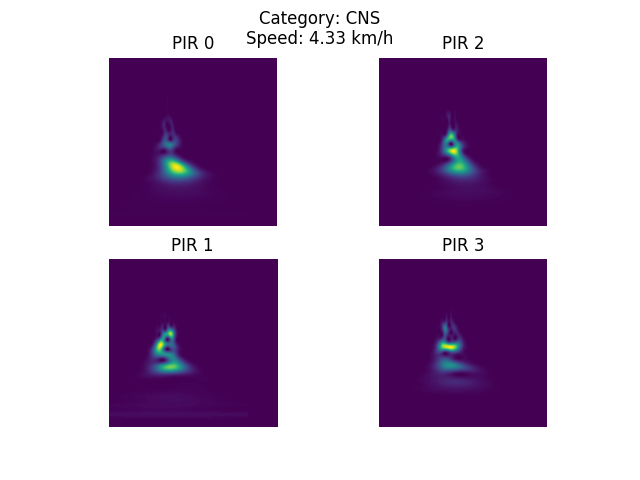 Category: CNS
Speed: 4.33 km/h
PIR 0
PIR 2
PIR 1
PIR 3